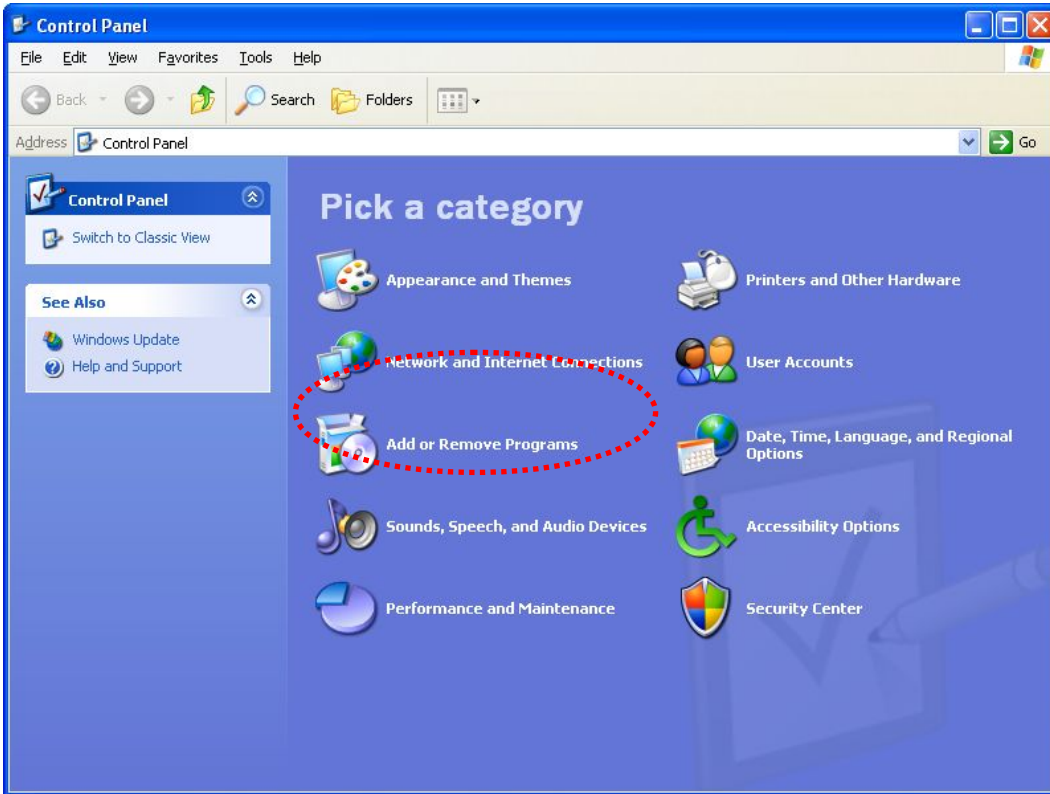 Control Panel
File Edit View Favorites Tools Help
Back Search Folders
Address Control Panel Go
Control Panel
Switch to Classic View
See Also
Windows Update
Help and Support
Pick a category
Appearance and Themes
Printers and Other Hardware
Network and Internet Connections
User Accounts
Add or Remove Programs
Date, Time, Language, and Regional
Options
Sounds, Speech, and Audio Devices
Accessibility Options
Performance and Maintenance
Security Center